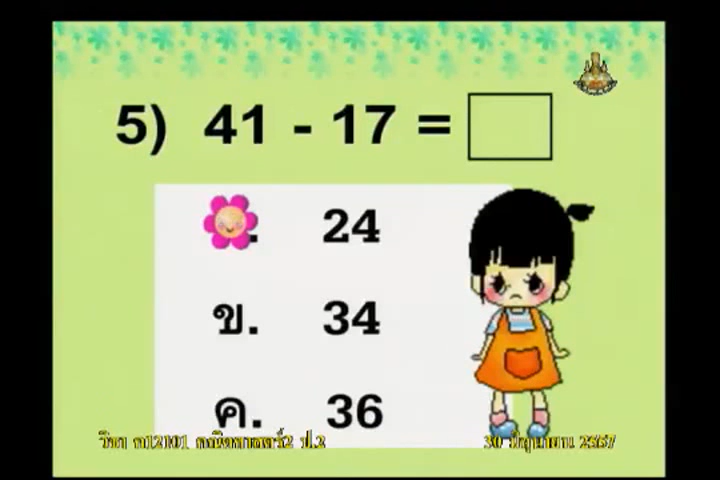 5) 41 - 17 =
. 24
ข. 34
ค. 36
วิชา ค12101 คณิตศาสตร์2 ป.2 30 มิถุนายน